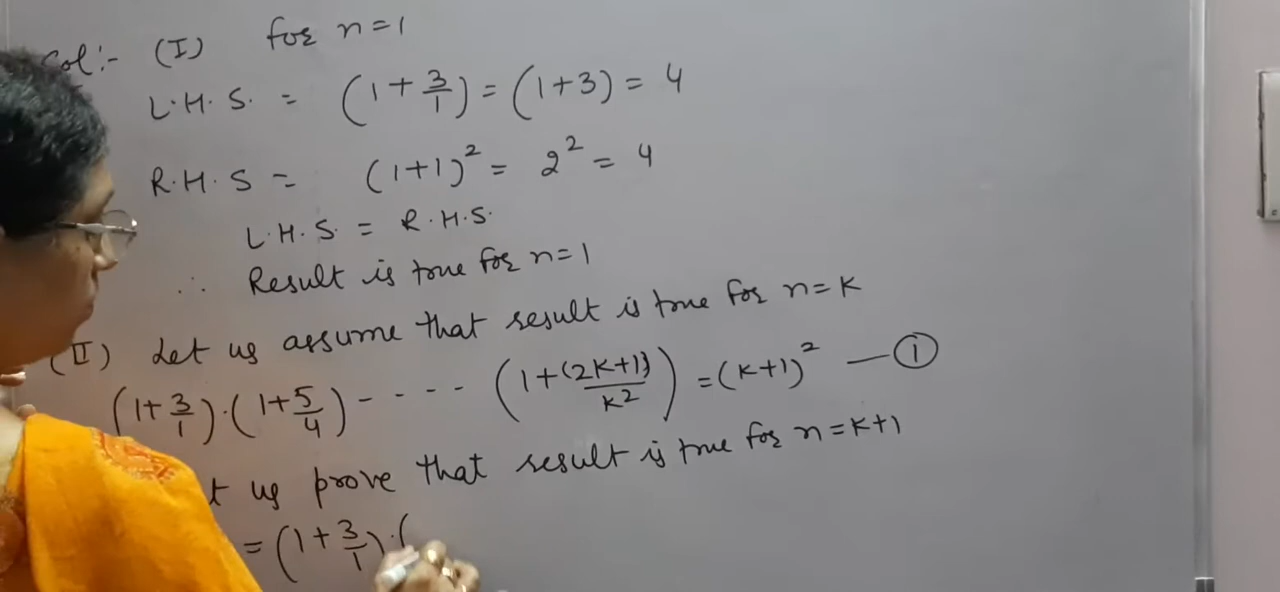 Sol:- (I) for n=1
L.H.S. = (1+3/1) = (1+3) = 4
R.H.S = (1+1)² = 2² = 4
L.H.S. = R.H.S.
∴ Result is true for n=1
(II) Let us assume that result is true for n=K
(1+3/1)·(1+5/4)---- (1+(2K+1)/K²) = (K+1)² — ①
t us prove that result is true for n=K+1
= (1+3/1)·(